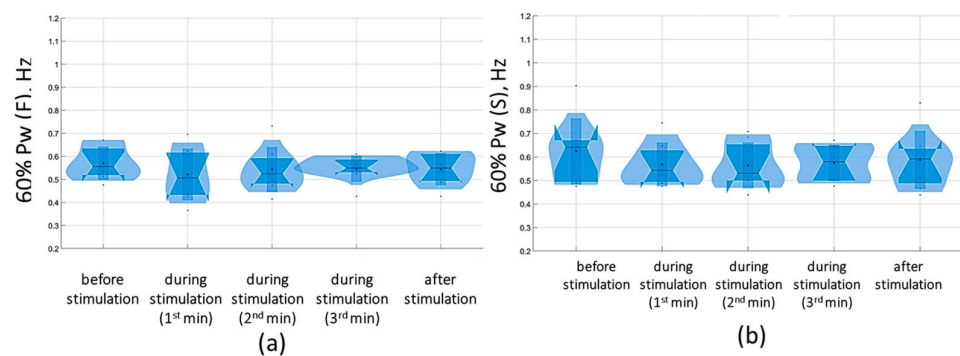 60% Pw (F). Hz
1.2
1.1
1
0.9
0.8
0.7
0.6
0.5
0.4
0.3
0.2
before stimulation
during stimulation (1st min)
during stimulation (2nd min)
during stimulation (3rd min)
after stimulation
(a)
60% Pw (S), Hz
1.2
1.1
1
0.9
0.8
0.7
0.6
0.5
0.4
0.3
0.2
before stimulation
during stimulation (1st min)
during stimulation (2nd min)
during stimulation (3rd min)
after stimulation
(b)